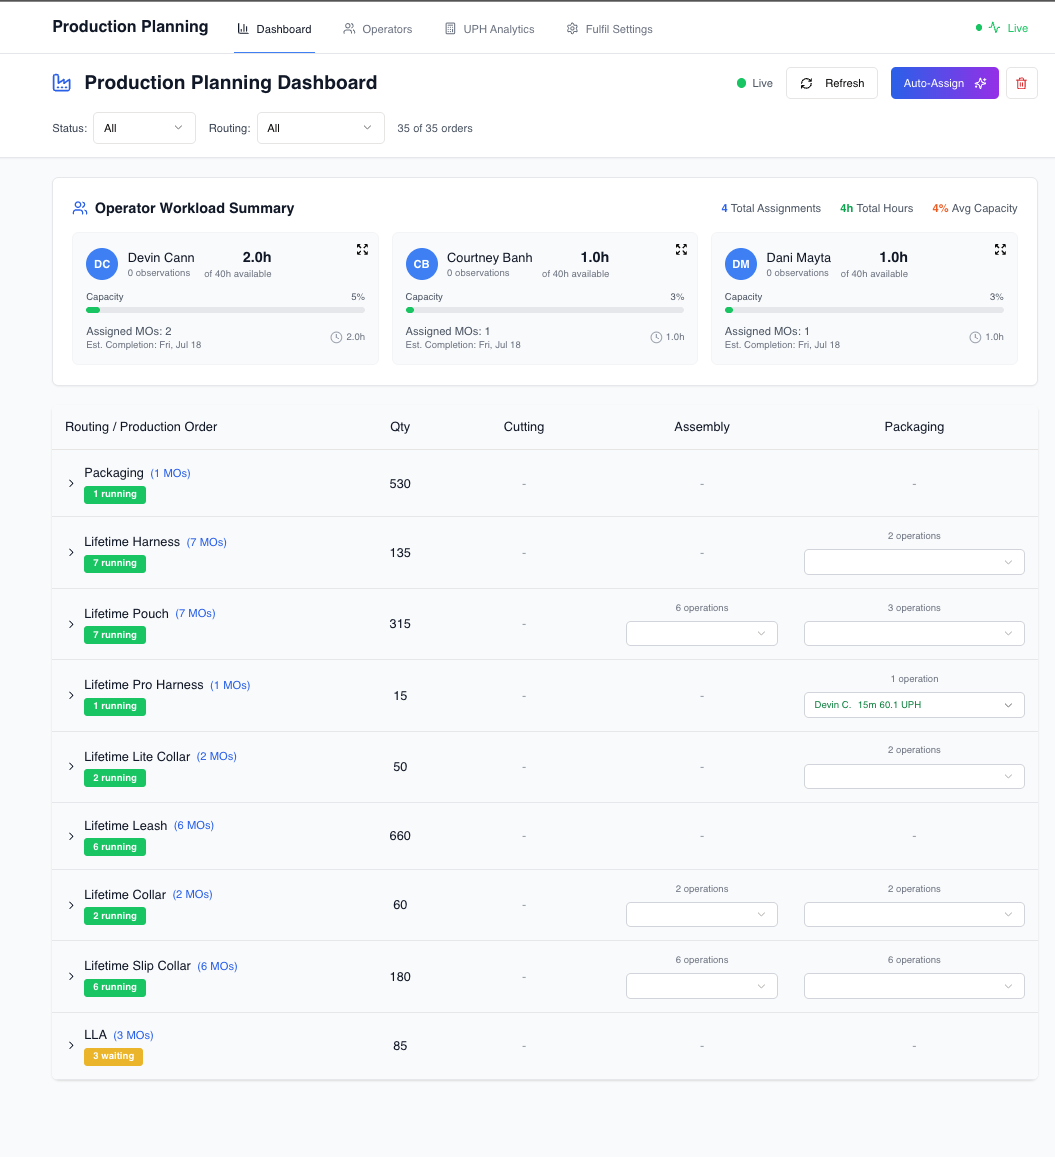 Production Planning
Dashboard
Operators
UPH Analytics
Fulfil Settings
Live
Production Planning Dashboard
Live
Refresh
Auto-Assign
Status:
All
Routing:
All
35 of 35 orders
Operator Workload Summary
4 Total Assignments
4h Total Hours
4% Avg Capacity
DC
Devin Cann
0 observations
2.0h
of 40h available
Capacity
5%
Assigned MOs: 2
Est. Completion: Fri, Jul 18
2.0h
CB
Courtney Banh
0 observations
1.0h
of 40h available
Capacity
3%
Assigned MOs: 1
Est. Completion: Fri, Jul 18
1.0h
DM
Dani Mayta
0 observations
1.0h
of 40h available
Capacity
3%
Assigned MOs: 1
Est. Completion: Fri, Jul 18
1.0h
Routing / Production Order
Qty
Cutting
Assembly
Packaging
Packaging (1 MOs)
1 running
530
-
-
-
Lifetime Harness (7 MOs)
7 running
135
-
-
2 operations
Lifetime Pouch (7 MOs)
7 running
315
-
6 operations
3 operations
Lifetime Pro Harness (1 MOs)
1 running
15
-
-
1 operation
Devin C. 15m 60.1 UPH
Lifetime Lite Collar (2 MOs)
2 running
50
-
-
2 operations
Lifetime Leash (6 MOs)
6 running
660
-
-
-
Lifetime Collar (2 MOs)
2 running
60
-
2 operations
2 operations
Lifetime Slip Collar (6 MOs)
6 running
180
-
6 operations
6 operations
LLA (3 MOs)
3 waiting
85
-
-
-